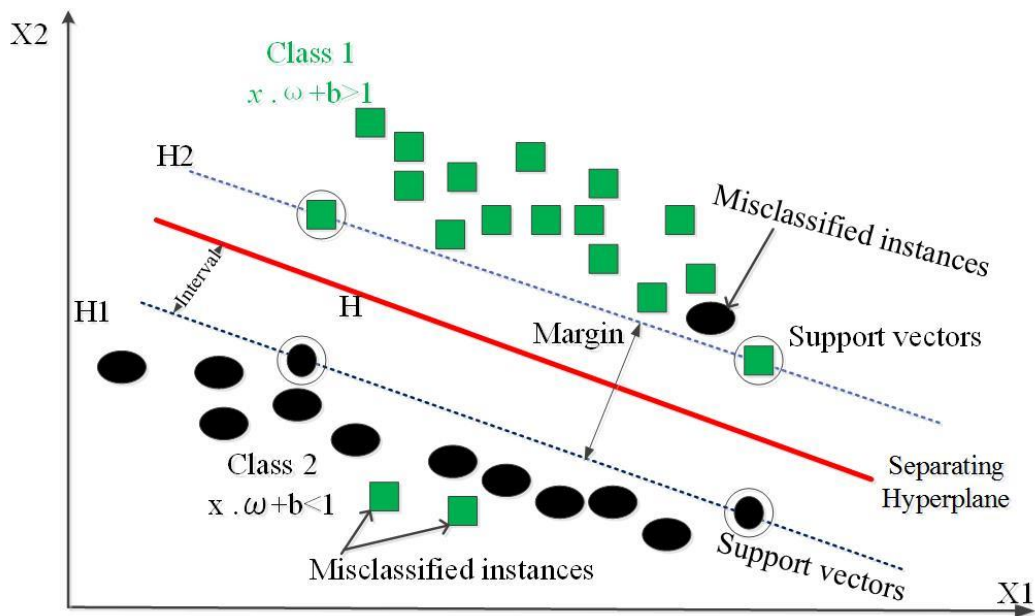 X2
Class 1
x . ω+b>1
H2
Misclassified instances
Interval
H1
H
Margin
Support vectors
Class 2
x . ω+b<1
Separating
Hyperplane
Misclassified instances
Support vectors
X1